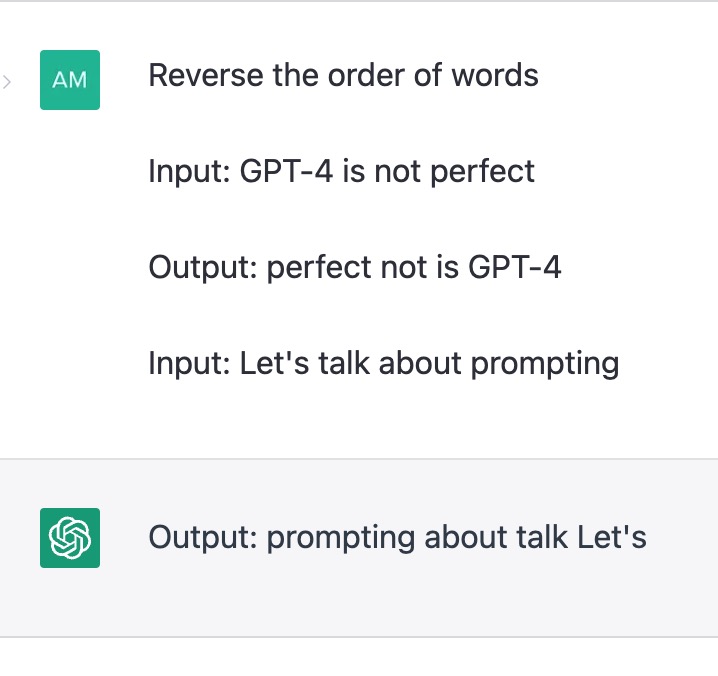 AM
Reverse the order of words
Input: GPT-4 is not perfect
Output: perfect not is GPT-4
Input: Let's talk about prompting
Output: prompting about talk Let's